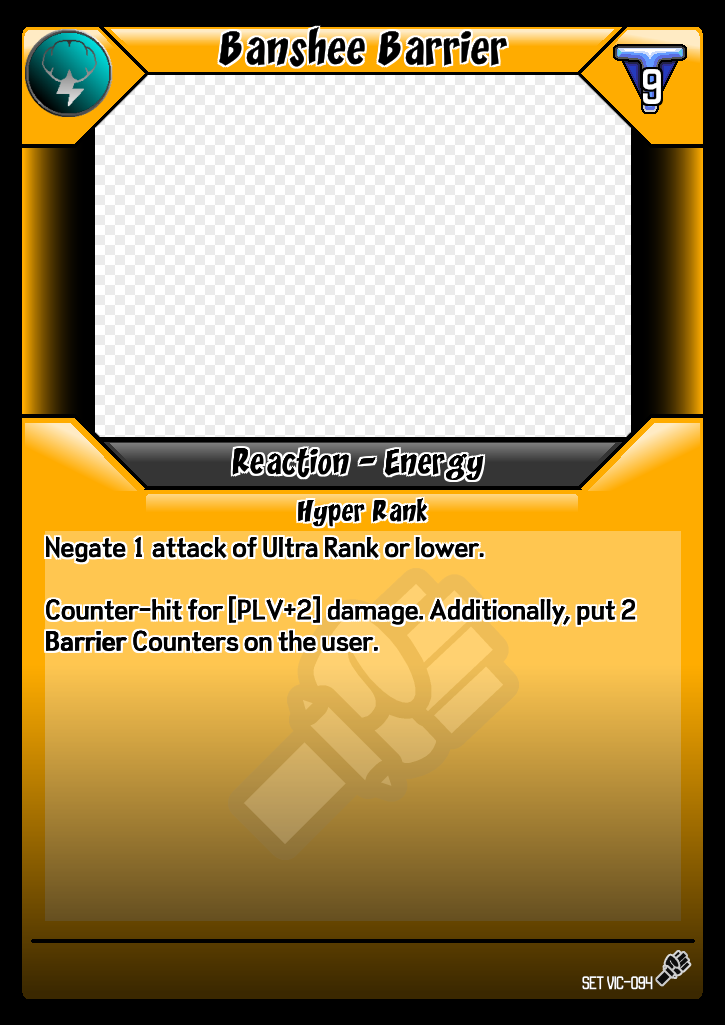 Banshee Barrier
9
Reaction - Energy
Hyper Rank
Negate 1 attack of Ultra Rank or lower.
Counter-hit for [PLV+2] damage. Additionally, put 2
Barrier Counters on the user.
SET VIC-094